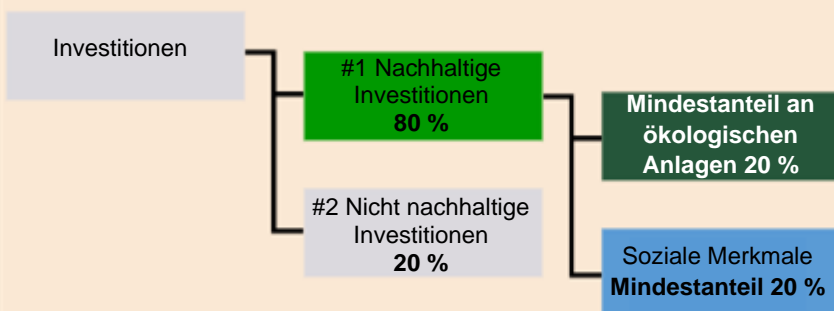 Investitionen
#1 Nachhaltige
Investitionen
80 %
#2 Nicht nachhaltige
Investitionen
20 %
Mindestanteil an
ökologischen
Anlagen 20 %
Soziale Merkmale
Mindestanteil 20 %